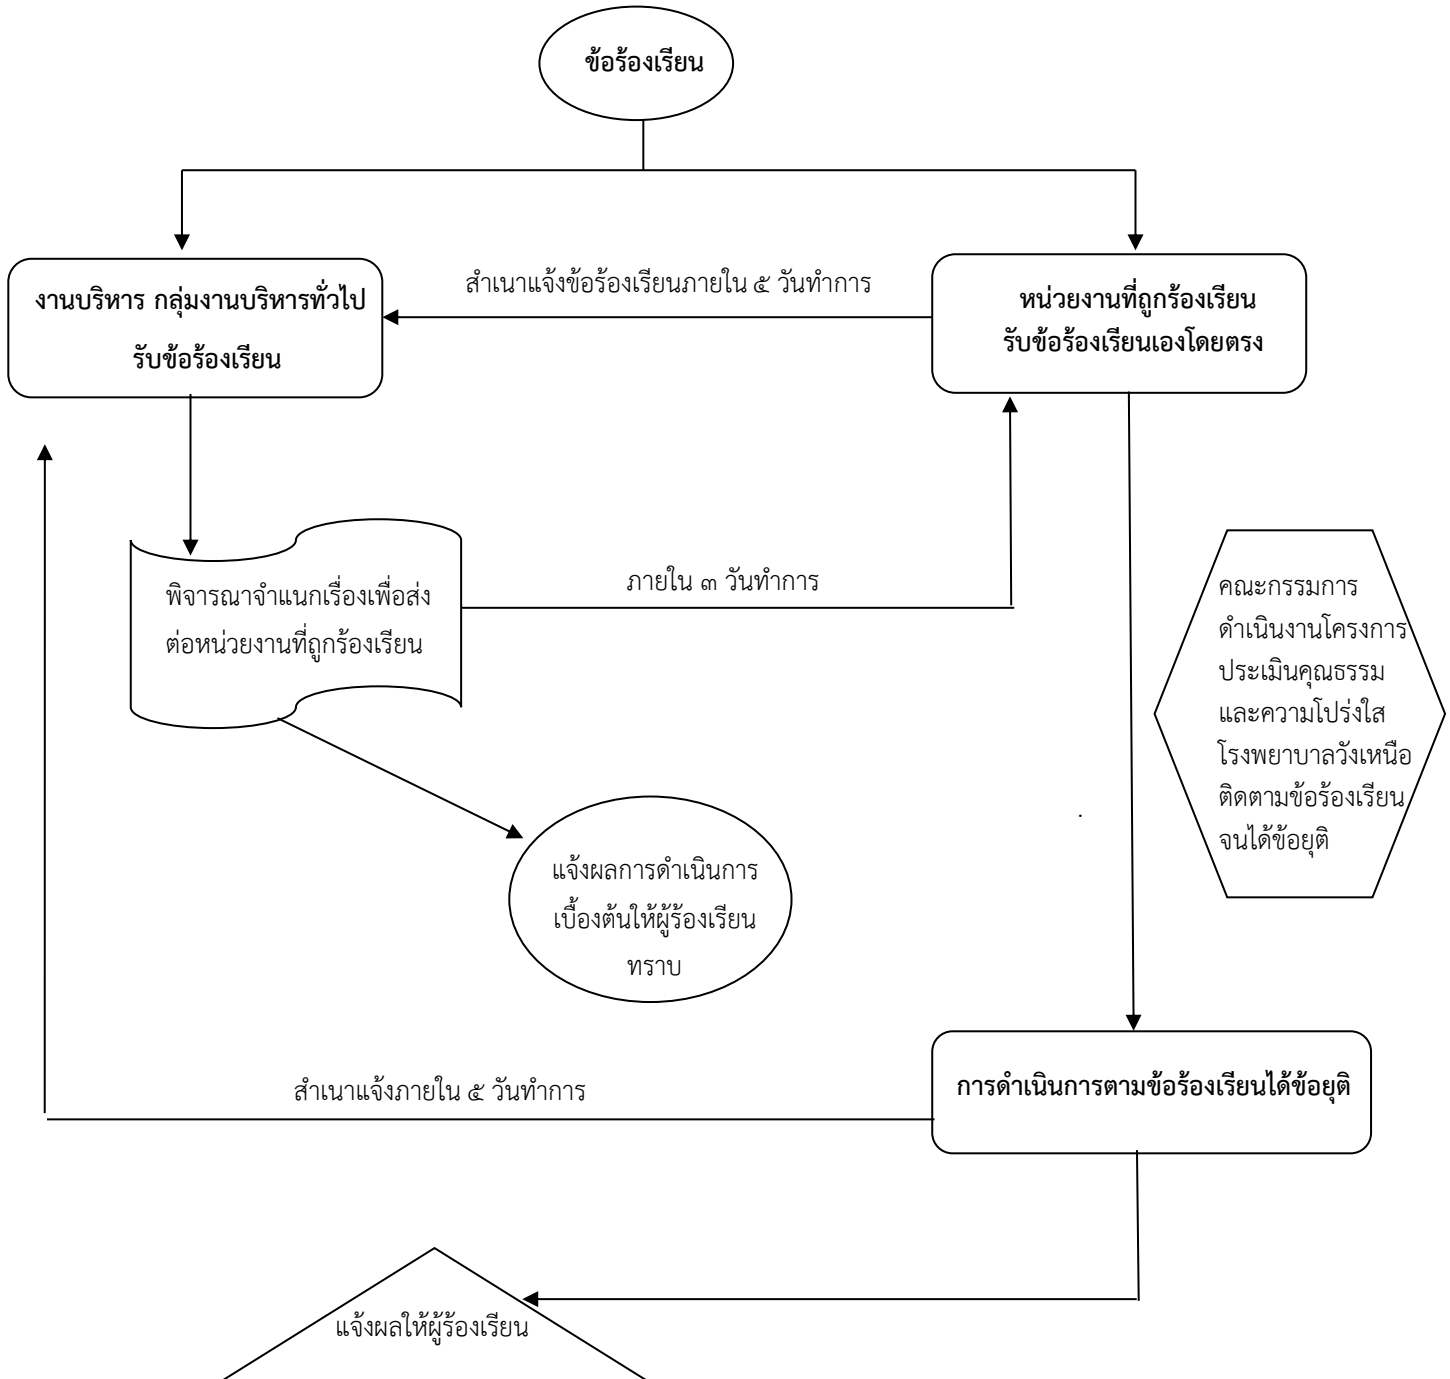 ข้อร้องเรียน
งานบริหาร กลุ่มงานบริหารทั่วไป
รับข้อร้องเรียน
สำเนาแจ้งข้อร้องเรียนภายใน ๕ วันทำการ
หน่วยงานที่ถูกร้องเรียน
รับข้อร้องเรียนเองโดยตรง
พิจารณาจำแนกเรื่องเพื่อส่ง
ต่อหน่วยงานที่ถูกร้องเรียน
ภายใน ๓ วันทำการ
คณะกรรมการ
ดำเนินงานโครงการ
ประเมินคุณธรรม
และความโปร่งใส
โรงพยาบาลวังเหนือ
ติดตามข้อร้องเรียน
จนได้ข้อยุติ
แจ้งผลการดำเนินการ
เบื้องต้นให้ผู้ร้องเรียน
ทราบ
สำเนาแจ้งภายใน ๕ วันทำการ
การดำเนินการตามข้อร้องเรียนได้ข้อยุติ
แจ้งผลให้ผู้ร้องเรียน